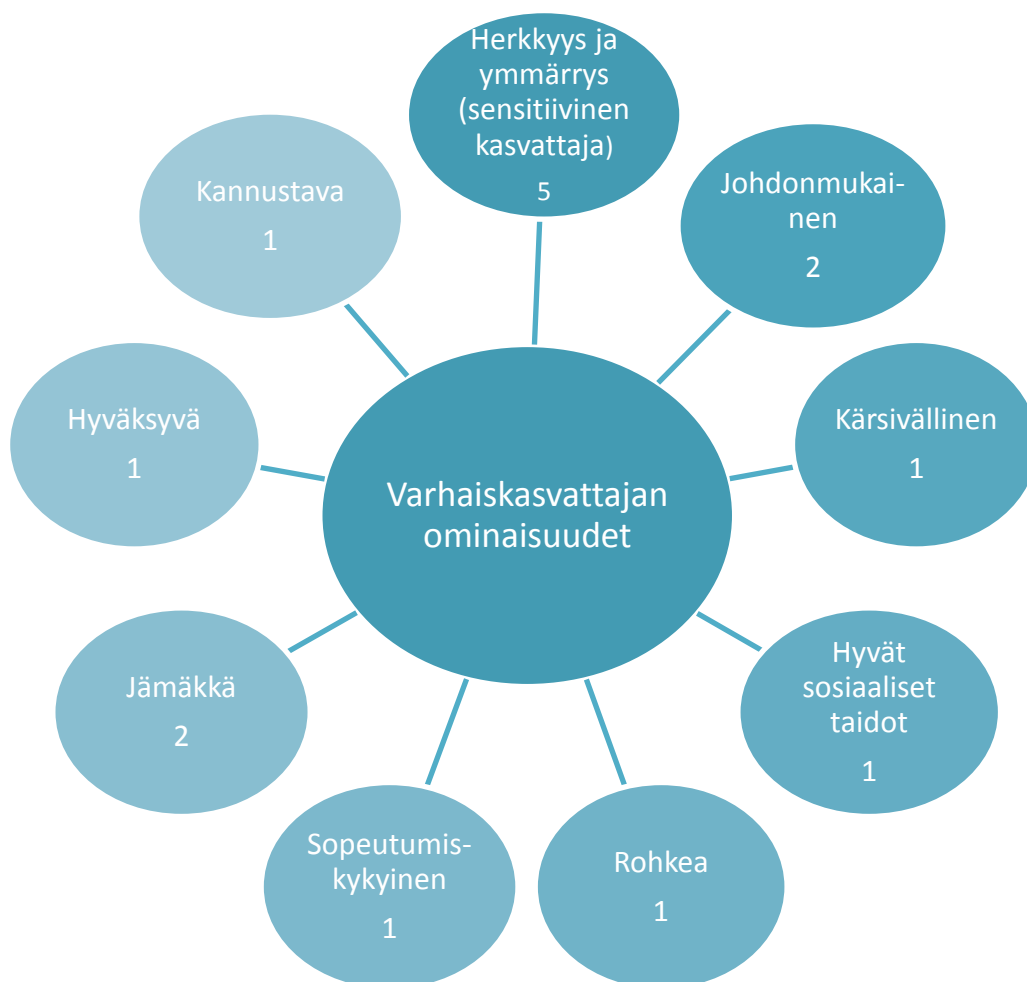 Herkkyys ja
ymmärrys
(sensitiivinen
kasvattaja)
5
Johdonmukai-
nen
2
Kärsivällinen
1
Hyvät
sosiaaliset
taidot
1
Rohkea
1
Sopeutumis-
kykyinen
1
Jämäkkä
2
Hyväksyvä
1
Kannustava
1
Varhaiskasvattajan
ominaisuudet